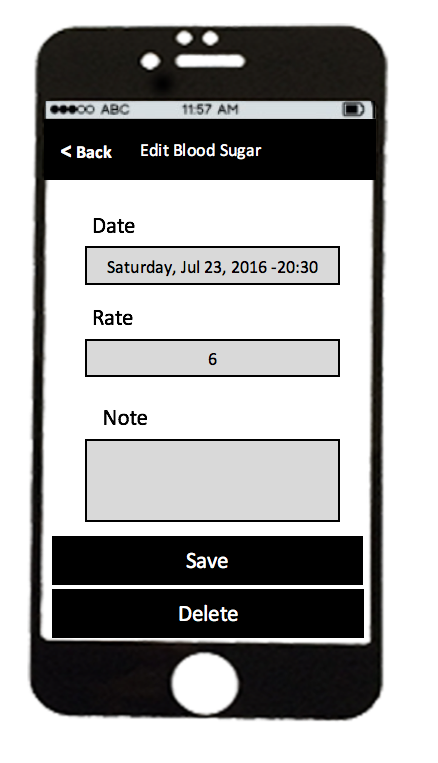 ABC 11:57 AM
< Back Edit Blood Sugar
Date
Saturday, Jul 23, 2016 -20:30
Rate
6
Note
Save
Delete